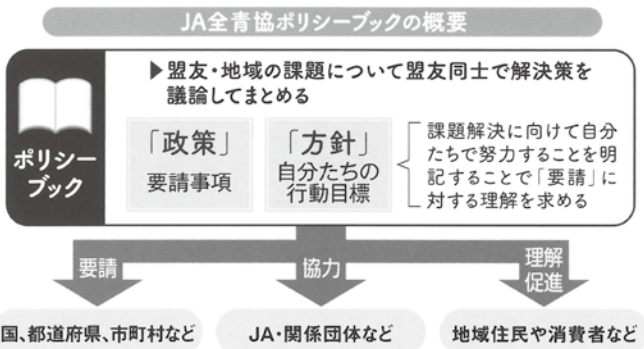 JA全青協ポリシーブックの概要
ポリシー
ブック
▶盟友・地域の課題について盟友同士で解決策を
議論してまとめる
「政策」
要請事項
「方針」
自分たちの
行動目標
課題解決に向けて自分
たちで努力することを明
記することで「要請」に
対する理解を求める
要請
協力
理解
促進
国、都道府県、市町村など
JA・関係団体など
地域住民や消費者など